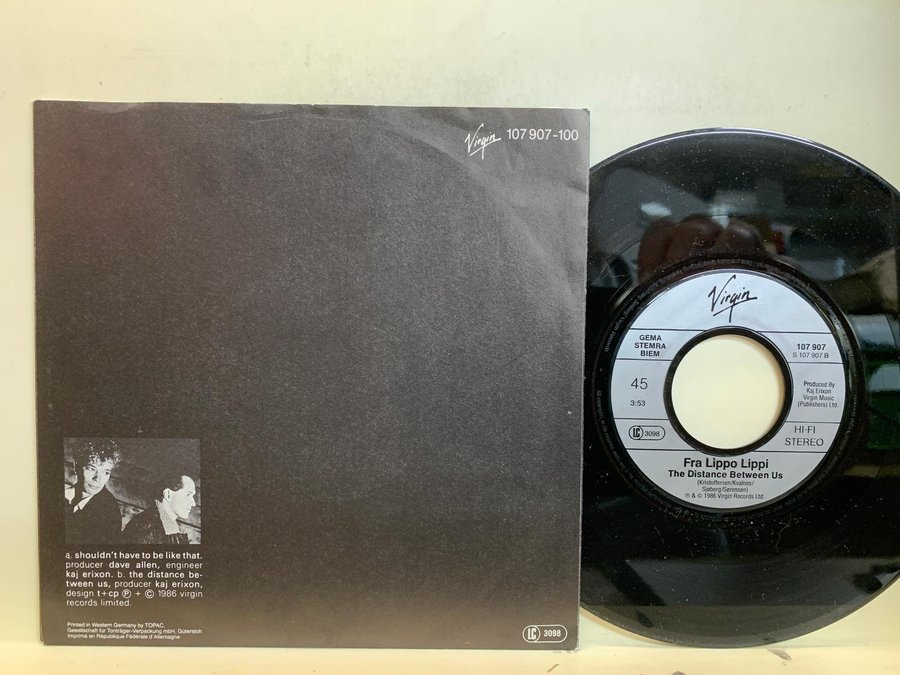 Virgin 107 907-100
a. shouldn't have to be like that.
producer dave allen, engineer
kaj erixon. b. the distance be-
tween us, producer kaj erixon,
design t+cp Ⓟ + © 1986 virgin
records limited.
Printed in Western Germany by TOPAC,
Gesellschaft für Tonträger-Verpackung mbH, Gütersloh
Imprimé en République Fédérale d'Allemagne
LC 3098
Virgin
GEMA
STEMRA
BIEM
45
3:53
LC 3098
107 907
S 107 907 B
Produced By
Kaj Erixon
Virgin Music
(Publishers) Ltd.
HI-FI
STEREO
Fra Lippo Lippi
The Distance Between Us
(Kristoffersen/Kvalnes/
Sjøberg/Sørensen)
Ⓟ & © 1986 Virgin Records Ltd.